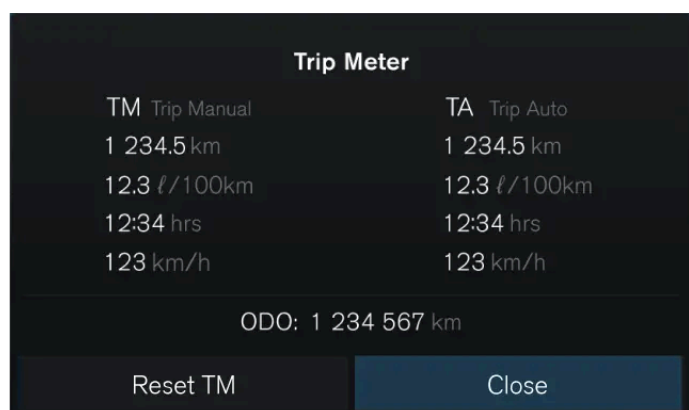 Trip Meter
TM Trip Manual
1 234.5 km
12.3 ℓ/100km
12:34 hrs
123 km/h
TA Trip Auto
1 234.5 km
12.3 ℓ/100km
12:34 hrs
123 km/h
ODO: 1 234 567 km
Reset TM
Close